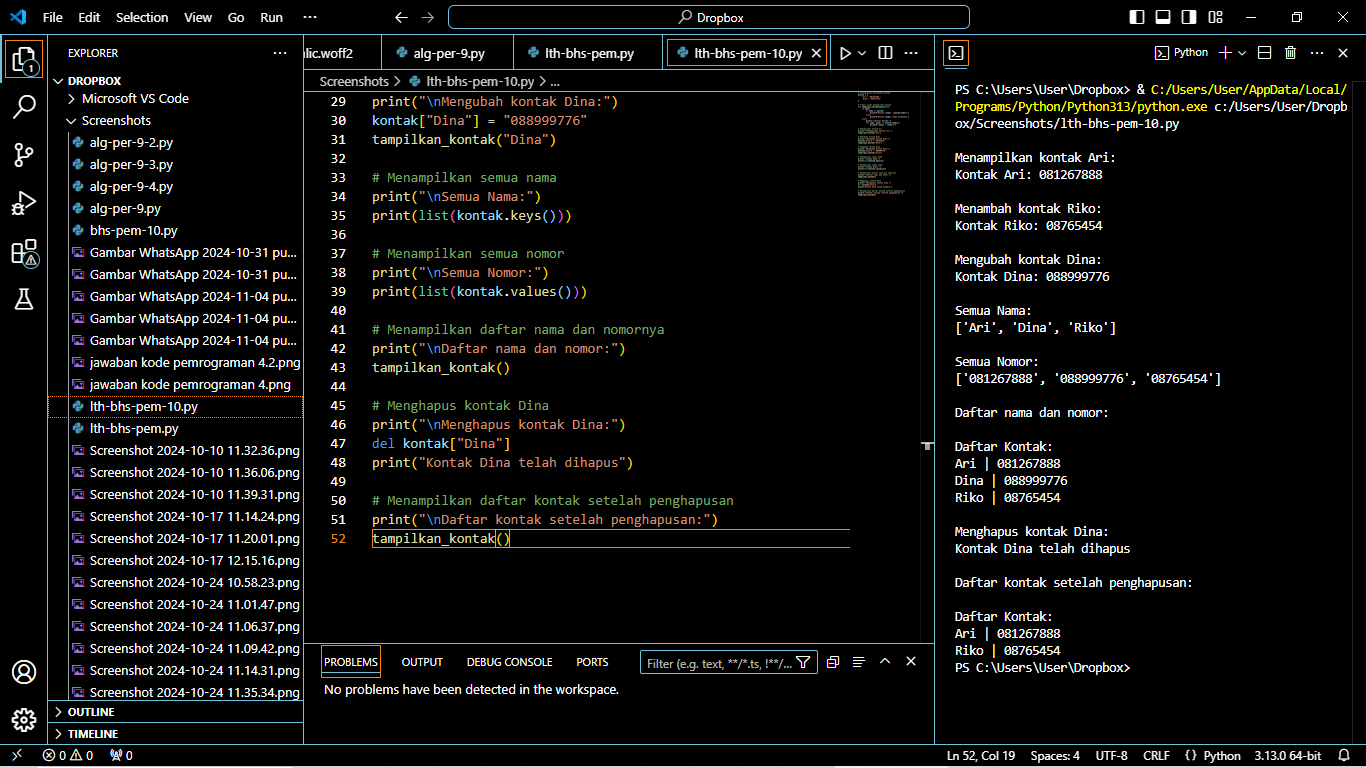 File Edit Selection View Go Run ··· Dropbox
EXPLORER ···
DROPBOX
Microsoft VS Code
Screenshots
alg-per-9-2.py
alg-per-9-3.py
alg-per-9-4.py
alg-per-9.py
bhs-pem-10.py
Gambar WhatsApp 2024-10-31 pu...
Gambar WhatsApp 2024-10-31 pu...
Gambar WhatsApp 2024-11-04 pu...
Gambar WhatsApp 2024-11-04 pu...
Gambar WhatsApp 2024-11-04 pu...
jawaban kode pemrograman 4.2.png
jawaban kode pemrograman 4.png
lth-bhs-pem-10.py
lth-bhs-pem.py
Screenshot 2024-10-10 11.32.36.png
Screenshot 2024-10-10 11.36.06.png
Screenshot 2024-10-10 11.39.31.png
Screenshot 2024-10-17 11.14.24.png
Screenshot 2024-10-17 11.20.01.png
Screenshot 2024-10-17 12.15.16.png
Screenshot 2024-10-24 10.58.23.png
Screenshot 2024-10-24 11.01.47.png
Screenshot 2024-10-24 11.06.37.png
Screenshot 2024-10-24 11.09.42.png
Screenshot 2024-10-24 11.14.31.png
Screenshot 2024-10-24 11.35.34.png
OUTLINE
TIMELINE
lic.woff2 alg-per-9.py lth-bhs-pem.py lth-bhs-pem-10.py
Screenshots > lth-bhs-pem-10.py > ...
29 print("\nMengubah kontak Dina:")
30 kontak["Dina"] = "088999776"
31 tampilkan_kontak("Dina")
32
33 # Menampilkan semua nama
34 print("\nSemua Nama:")
35 print(list(kontak.keys()))
36
37 # Menampilkan semua nomor
38 print("\nSemua Nomor:")
39 print(list(kontak.values()))
40
41 # Menampilkan daftar nama dan nomornya
42 print("\nDaftar nama dan nomor:")
43 tampilkan_kontak()
44
45 # Menghapus kontak Dina
46 print("\nMenghapus kontak Dina:")
47 del kontak["Dina"]
48 print("Kontak Dina telah dihapus")
49
50 # Menampilkan daftar kontak setelah penghapusan
51 print("\nDaftar kontak setelah penghapusan:")
52 tampilkan_kontak()
PROBLEMS OUTPUT DEBUG CONSOLE PORTS Filter (e.g. text, **/*.ts, !**/...
No problems have been detected in the workspace.
Python
PS C:\Users\User\Dropbox> & C:/Users/User/AppData/Local/
Programs/Python/Python313/python.exe c:/Users/User/Dropb
ox/Screenshots/lth-bhs-pem-10.py
Menampilkan kontak Ari:
Kontak Ari: 081267888
Menambah kontak Riko:
Kontak Riko: 08765454
Mengubah kontak Dina:
Kontak Dina: 088999776
Semua Nama:
['Ari', 'Dina', 'Riko']
Semua Nomor:
['081267888', '088999776', '08765454']
Daftar nama dan nomor:
Daftar Kontak:
Ari | 081267888
Dina | 088999776
Riko | 08765454
Menghapus kontak Dina:
Kontak Dina telah dihapus
Daftar kontak setelah penghapusan:
Daftar Kontak:
Ari | 081267888
Riko | 08765454
PS C:\Users\User\Dropbox>
0 0 0 Ln 52, Col 19 Spaces: 4 UTF-8 CRLF {} Python 3.13.0 64-bit